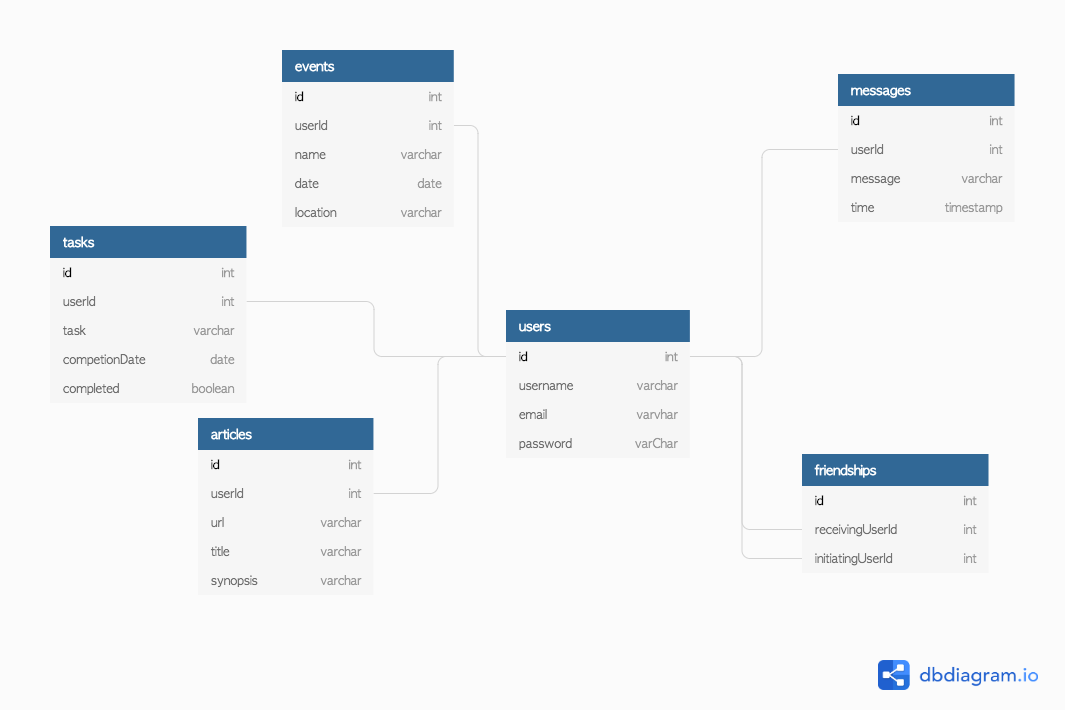 events
id int
userId int
name varchar
date date
location varchar
messages
id int
userId int
message varchar
time timestamp
tasks
id int
userId int
task varchar
competionDate date
completed boolean
users
id int
username varchar
email varvhar
password varChar
articles
id int
userId int
url varchar
title varchar
synopsis varchar
friendships
id int
receivingUserId int
initiatingUserId int
dbdiagram.io